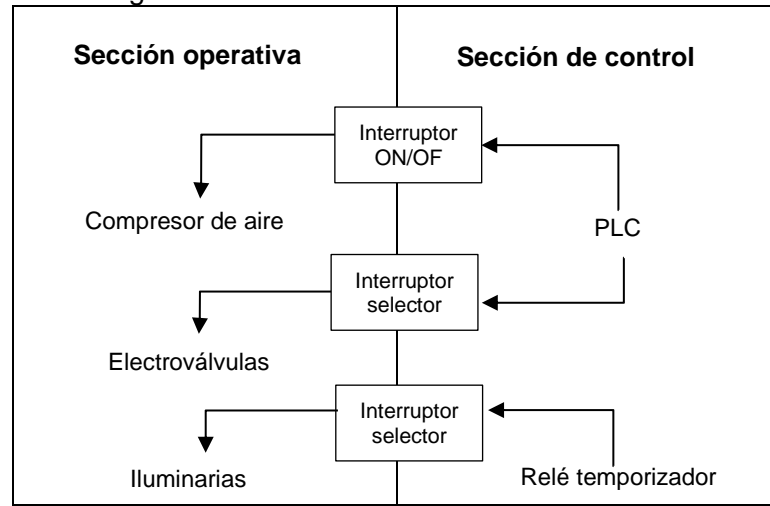 Sección operativa
Sección de control
Interruptor
ON/OF
Compresor de aire
PLC
Interruptor
selector
Electroválvulas
Interruptor
selector
Iluminarias
Relé temporizador